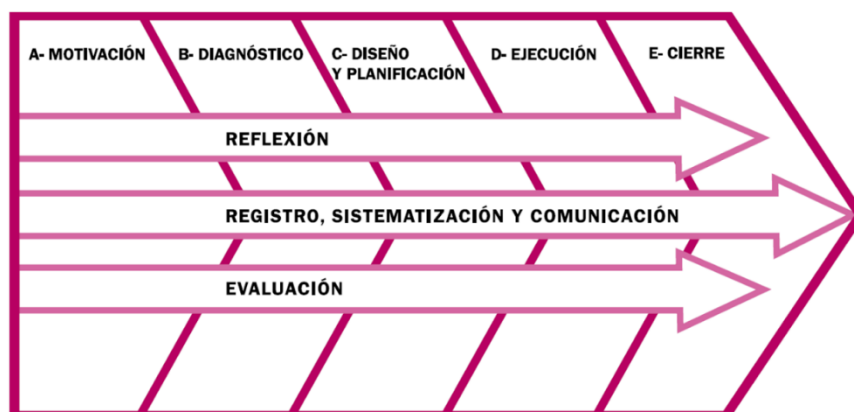 A- MOTIVACIÓN
B- DIAGNÓSTICO
C- DISEÑO
Y PLANIFICACIÓN
D- EJECUCIÓN
E- CIERRE
REFLEXIÓN
REGISTRO, SISTEMATIZACIÓN Y COMUNICACIÓN
EVALUACIÓN